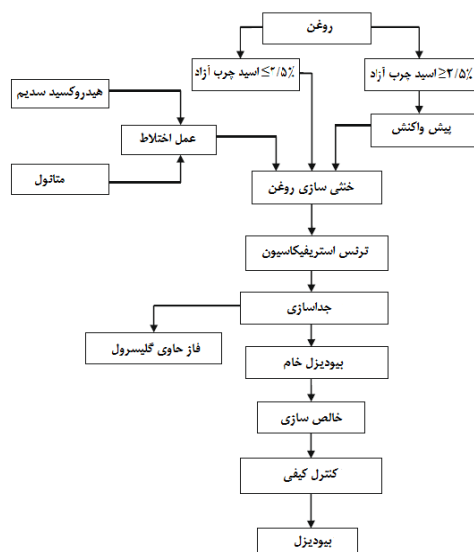 روغن
اسید چرب آزاد ≥۲/۵٪
اسید چرب آزاد ≤۲/۵٪
هیدروکسید سدیم
پیش واکنش
عمل اختلاط
متانول
خنثی سازی روغن
ترنس استریفیکاسیون
جداسازی
فاز حاوی گلیسرول
بیودیزل خام
خالص سازی
کنترل کیفی
بیودیزل